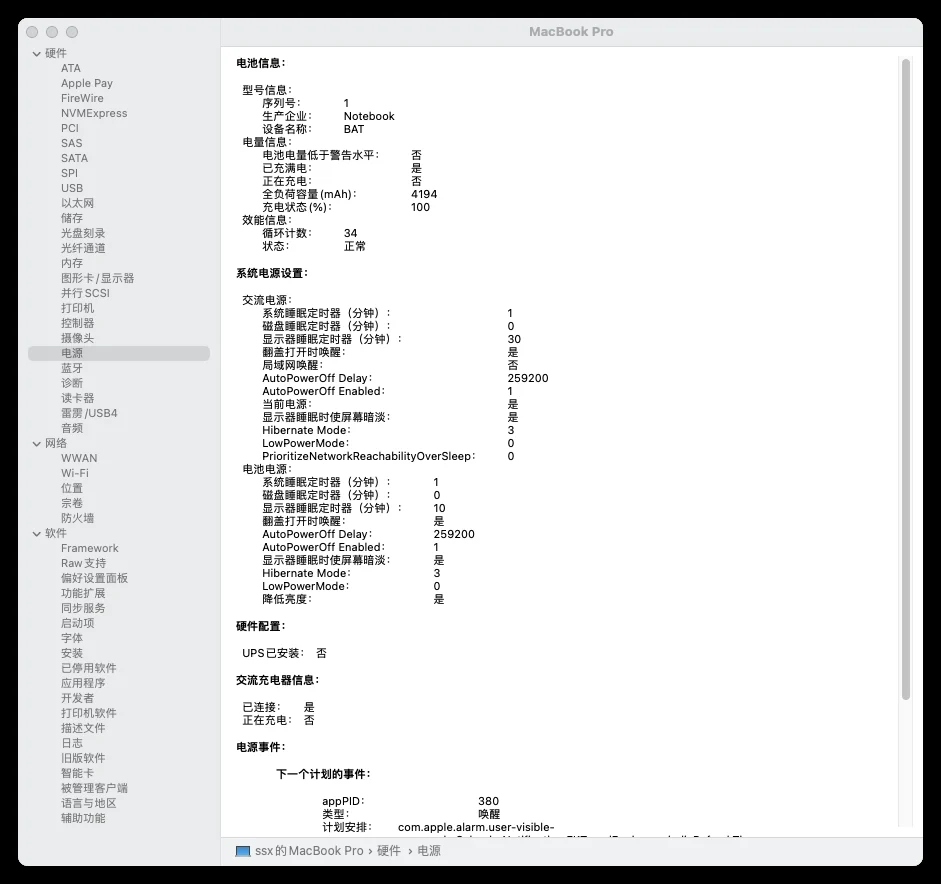 MacBook Pro
硬件
ATA
Apple Pay
FireWire
NVMExpress
PCI
SAS
SATA
SPI
USB
以太网
储存
光盘刻录
光纤通道
内存
图形卡/显示器
并行SCSI
打印机
控制器
摄像头
电源
蓝牙
诊断
读卡器
雷雳/USB4
音频
网络
WWAN
Wi-Fi
位置
宗卷
防火墙
软件
Framework
Raw支持
偏好设置面板
功能扩展
同步服务
启动项
字体
安装
已停用软件
应用程序
开发者
打印机软件
描述文件
日志
旧版软件
智能卡
被管理客户端
语言与地区
辅助功能
电池信息：
型号信息：
序列号： 1
生产企业： Notebook
设备名称： BAT
电量信息：
电池电量低于警告水平： 否
已充满电： 是
正在充电： 否
全负荷容量(mAh)： 4194
充电状态(%)： 100
效能信息：
循环计数： 34
状态： 正常
系统电源设置：
交流电源：
系统睡眠定时器（分钟）： 1
磁盘睡眠定时器（分钟）： 0
显示器睡眠定时器（分钟）： 30
翻盖打开时唤醒： 是
局域网唤醒： 否
AutoPowerOff Delay： 259200
AutoPowerOff Enabled： 1
当前电源： 是
显示器睡眠时使屏幕暗淡： 是
Hibernate Mode： 3
LowPowerMode： 0
PrioritizeNetworkReachabilityOverSleep： 0
电池电源：
系统睡眠定时器（分钟）： 1
磁盘睡眠定时器（分钟）： 0
显示器睡眠定时器（分钟）： 10
翻盖打开时唤醒： 是
AutoPowerOff Delay： 259200
AutoPowerOff Enabled： 1
显示器睡眠时使屏幕暗淡： 是
Hibernate Mode： 3
LowPowerMode： 0
降低亮度： 是
硬件配置：
UPS已安装： 否
交流充电器信息：
已连接： 是
正在充电： 否
电源事件：
下一个计划的事件：
appPID： 380
类型： 唤醒
计划安排： com.apple.alarm.user-visible-
ssx的MacBook Pro › 硬件 › 电源